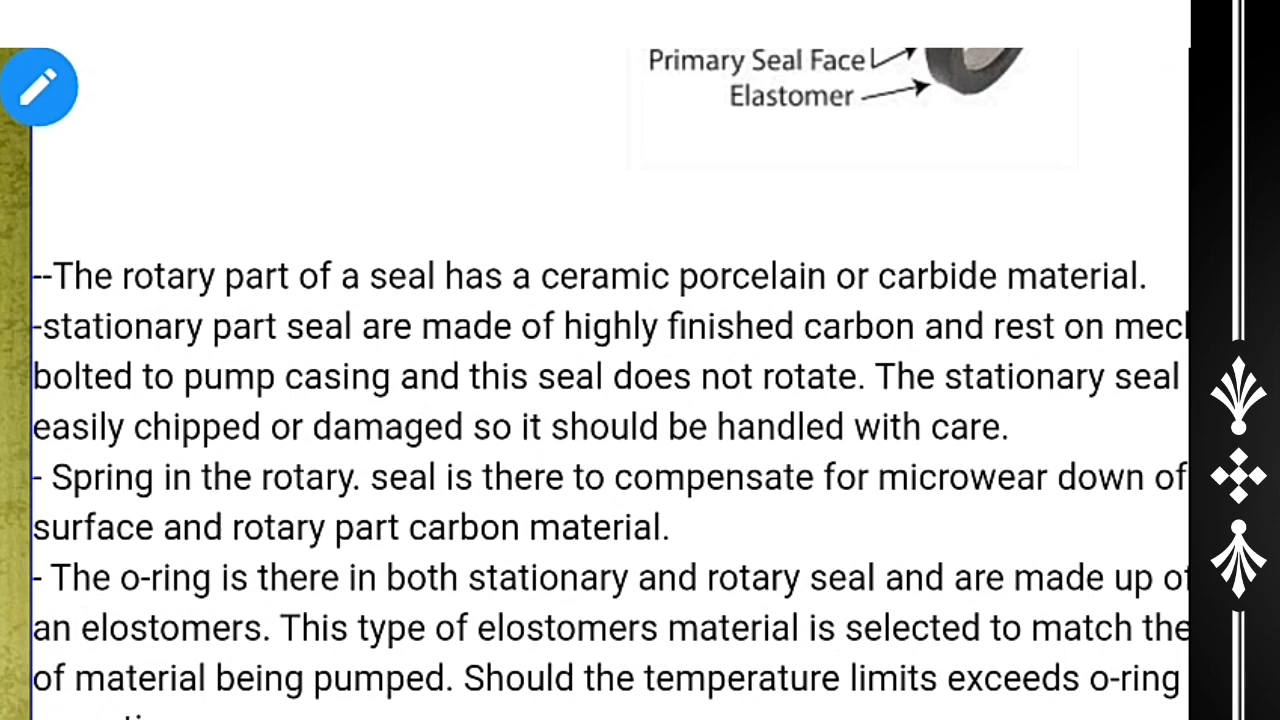 Primary Seal Face
Elastomer
--The rotary part of a seal has a ceramic porcelain or carbide material.
-stationary part seal are made of highly finished carbon and rest on
bolted to pump casing and this seal does not rotate. The stationary seal
easily chipped or damaged so it should be handled with care.
- Spring in the rotary. seal is there to compensate for microwear down of
surface and rotary part carbon material.
- The o-ring is there in both stationary and rotary seal and are made up of
an elostomers. This type of elostomers material is selected to match the
of material being pumped. Should the temperature limits exceeds o-ring